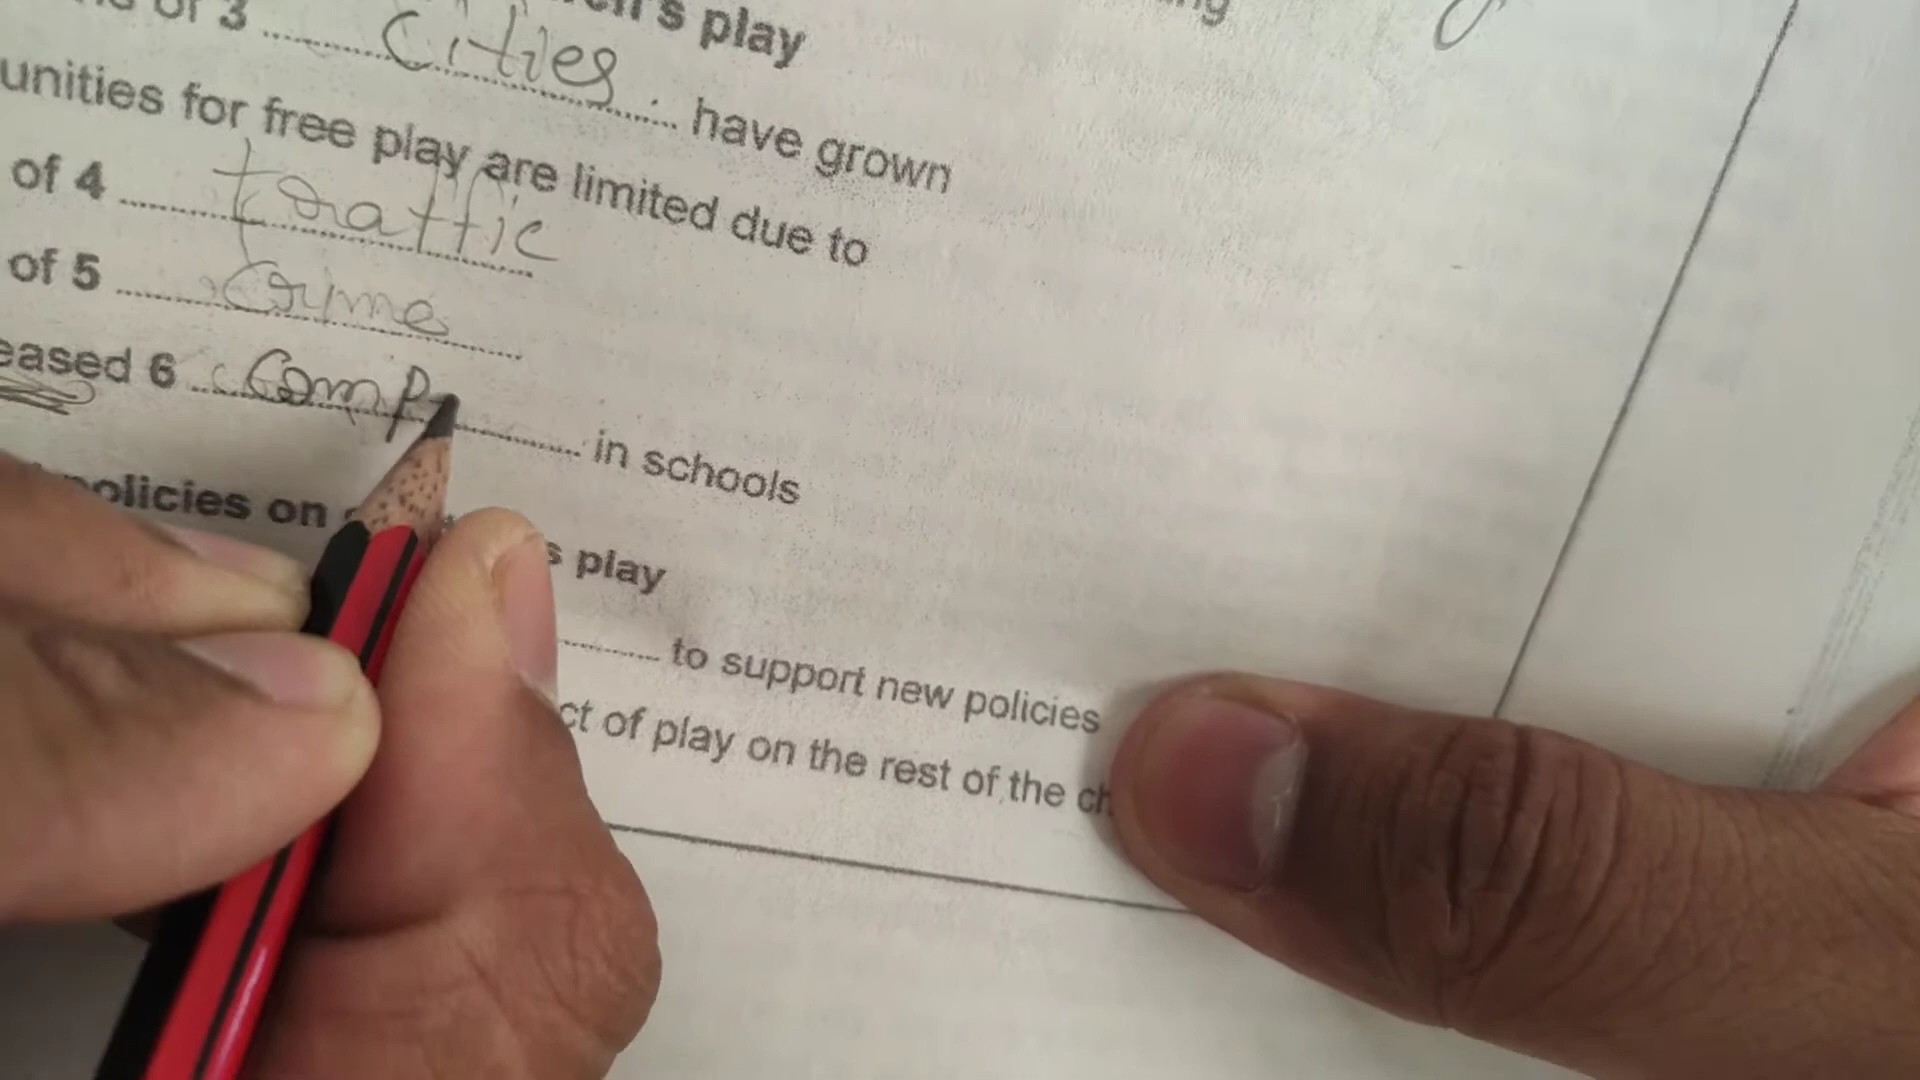 of 3 cities have grown
unities for free play are limited due to
of 4 traffic
of 5 crime
eased 6 comp in schools
policies on s play
to support new policies
ct of play on the rest of the ch